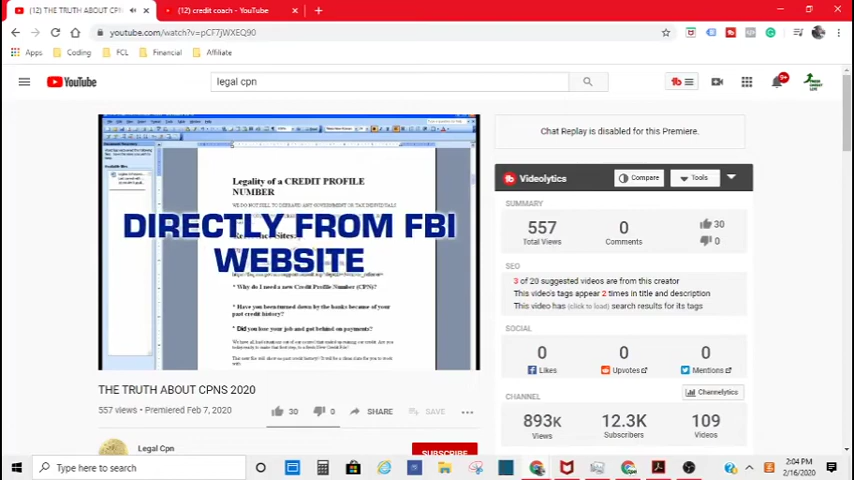 (12) THE TRUTH ABOUT CPNS 2020
(12) credit coach - YouTube
youtube.com/watch?v=pCF7jWXEQ90
Apps
Coding
FCL
Financial
Affiliate
YouTube
legal cpn
9+
Legality of a CREDIT PROFILE
NUMBER
DIRECTLY FROM FBI
WEBSITE
* Why do I need a new Credit Profile Number (CPN)?
* Have you been turned down by the banks because of your
past credit history?
* Did you lose your job and get behind on payments?
THE TRUTH ABOUT CPNS 2020
557 views • Premiered Feb 7, 2020
30
0
SHARE
SAVE
Legal Cpn
SUBSCRIBE
Chat Replay is disabled for this Premiere.
Videolytics
Compare
Tools
SUMMARY
557
Total Views
0
Comments
30
0
SEO
3 of 20 suggested videos are from this creator
This video's tags appear 2 times in title and description
This video has (click to load) search results for its tags
SOCIAL
0
Likes
0
Upvotes
0
Mentions
Channelytics
CHANNEL
893K
Views
12.3K
Subscribers
109
Videos
Type here to search
2:04 PM
2/16/2020